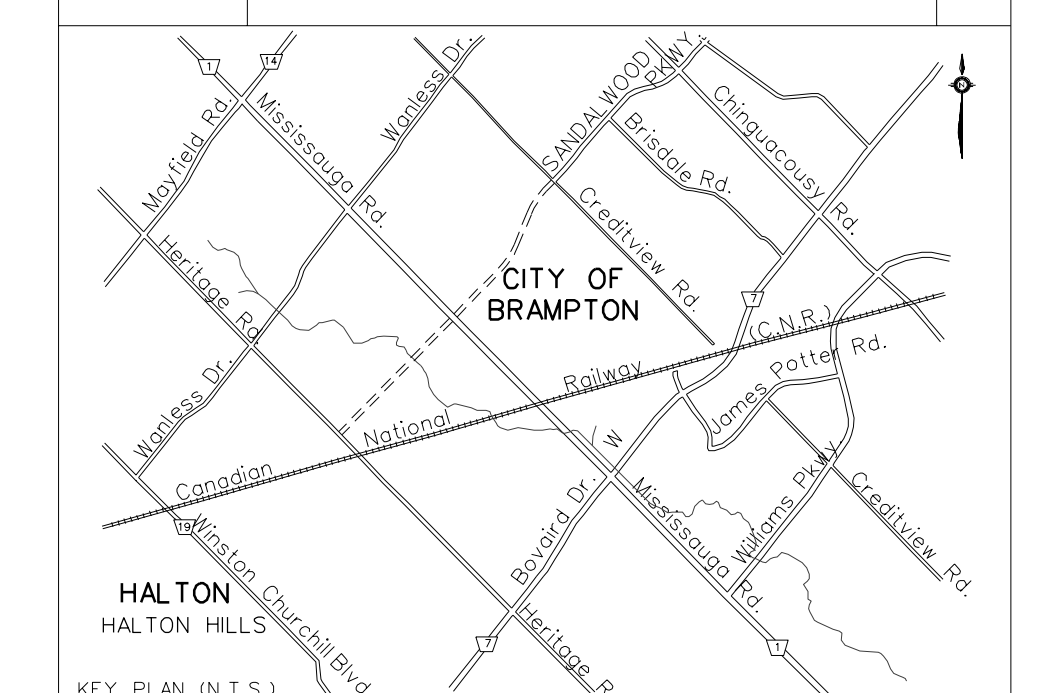 1
14
Mayfield Rd.
Mississauga Rd.
Wanless Dr.
SANDALWOOD PKWY.
Chinguacousy Rd.
Brisdale Rd.
N
Heritage Rd.
Creditview Rd.
CITY OF
BRAMPTON
7
(C.N.R.)
Wanless Dr.
Canadian National Railway
James Potter Rd.
W
Bovaird Dr.
Mississauga Rd.
Williams Pkwy
Creditview Rd.
19
Winston Churchill Blvd
HALTON
HALTON HILLS
7
Heritage R
1
KEY PLAN (N.T.S.)